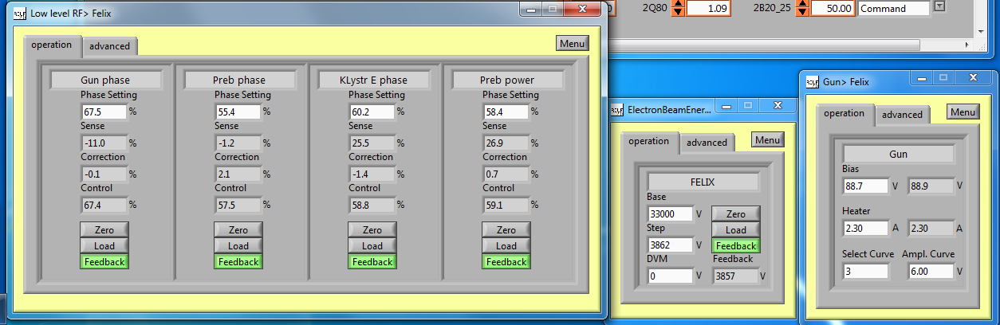 Low level RF> Felix
operation advanced Menu
Gun phase Preb phase KLystr E phase Preb power
Phase Setting Phase Setting Phase Setting Phase Setting
67.5 % 55.4 % 60.2 % 58.4 %
Sense Sense Sense Sense
-11.0 % -1.2 % 25.5 % 26.9 %
Correction Correction Correction Correction
-0.1 % 2.1 % -1.4 % 0.7 %
Control Control Control Control
67.4 % 57.5 % 58.8 % 59.1 %
Zero Zero Zero Zero
Load Load Load Load
Feedback Feedback Feedback Feedback
2Q80 1.09 2B20_25 50.00 Command
ElectronBeamEner...
operation advanced Menu
FELIX
Base
33000 V Zero
Step Load
3862 V Feedback
DVM Feedback
0 V 3857 V
Gun> Felix
operation advanced Menu
Gun
Bias
88.7 V 88.9 V
Heater
2.30 A 2.30 A
Select Curve Ampl. Curve
3 6.00 V